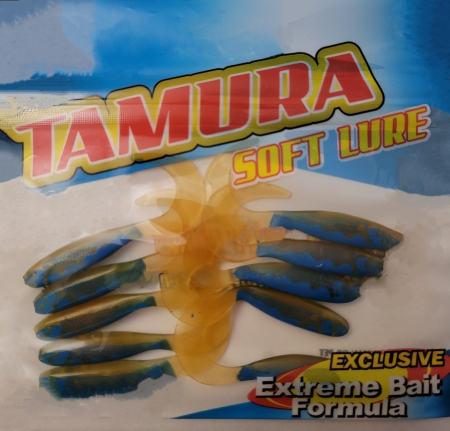 TAMURA
SOFT LURE
EXCLUSIVE
Extreme Bait
Formula